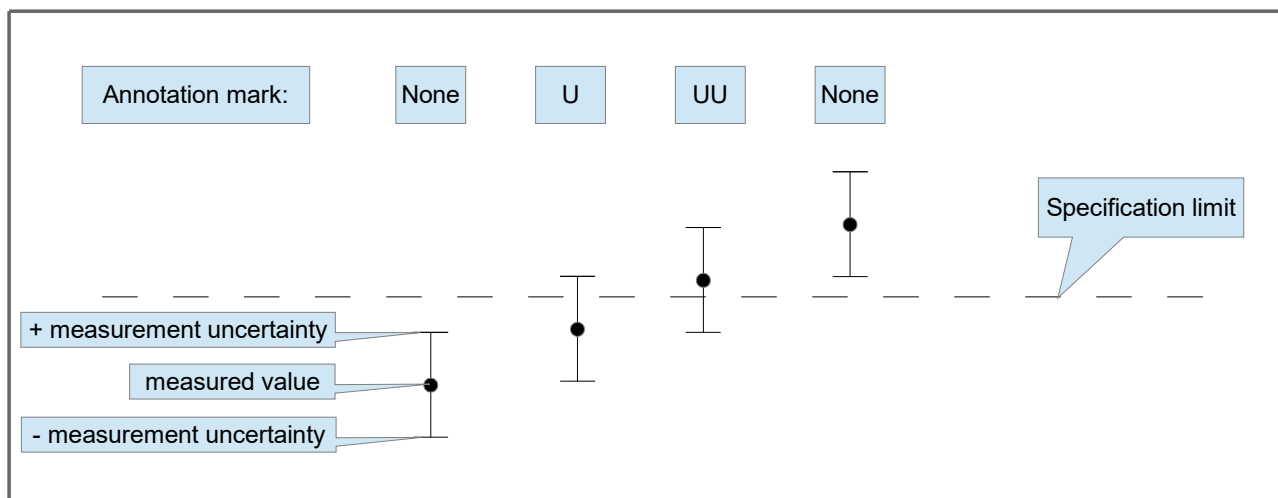 Annotation mark:
None
U
UU
None
Specification limit
+ measurement uncertainty
measured value
- measurement uncertainty